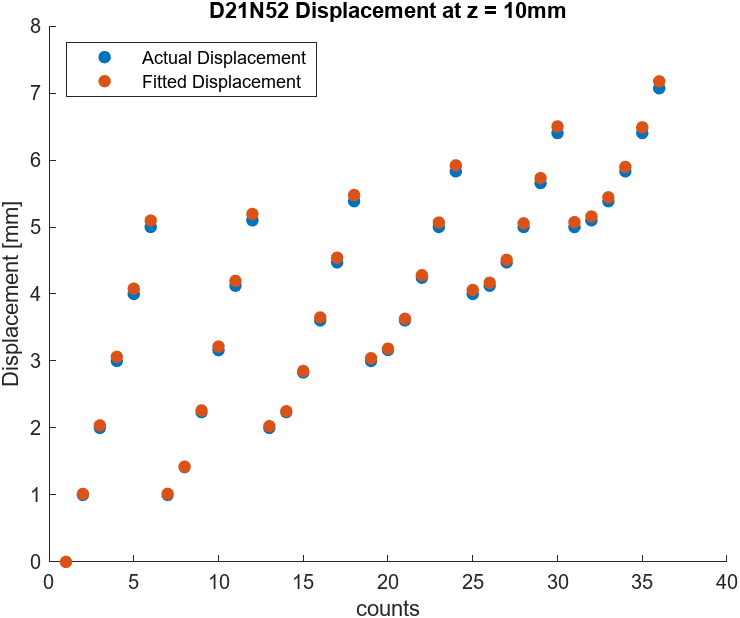 D21N52 Displacement at z = 10mm
Actual Displacement
Fitted Displacement
Displacement [mm]
8
7
6
5
4
3
2
1
0
0 5 10 15 20 25 30 35 40
counts